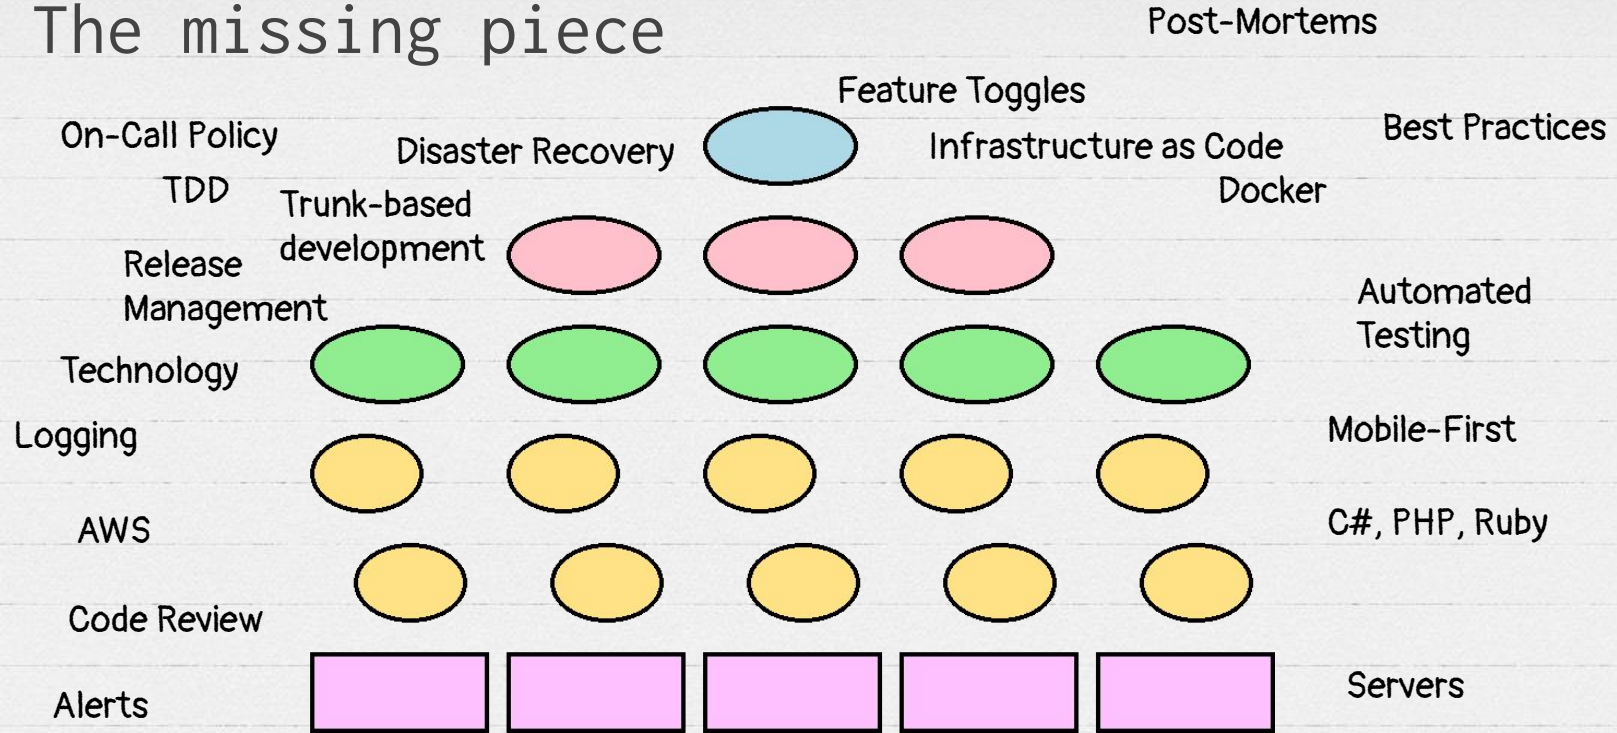 The missing piece
Post-Mortems
Feature Toggles
On-Call Policy
Disaster Recovery
Infrastructure as Code
Best Practices
TDD
Trunk-based
development
Docker
Release
Management
Automated
Testing
Technology
Logging
Mobile-First
AWS
C#, PHP, Ruby
Code Review
Alerts
Servers